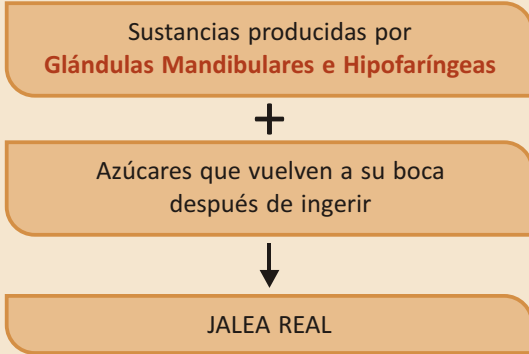 Sustancias producidas por
Glándulas Mandibulares e Hipofaríngeas
+
Azúcares que vuelven a su boca
después de ingerir
JALEA REAL